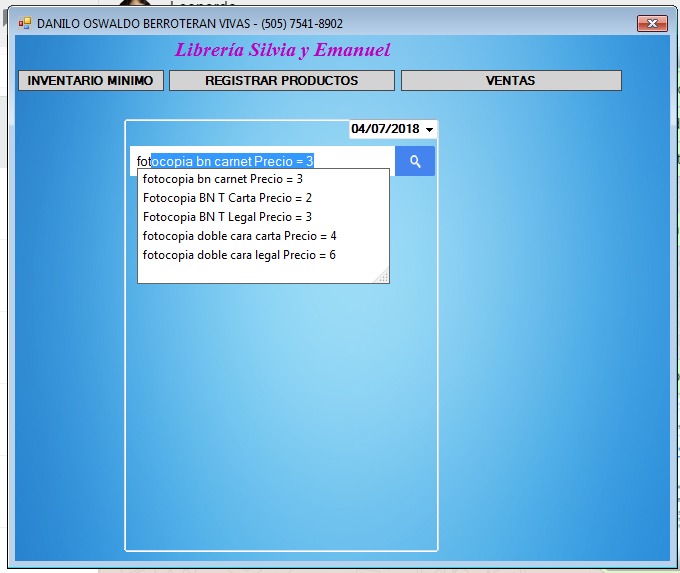 DANILO OSWALDO BERROTERAN VIVAS - (505) 7541-8902
Librería Silvia y Emanuel
INVENTARIO MINIMO REGISTRAR PRODUCTOS VENTAS
04/07/2018
fotocopia bn carnet Precio = 3
fotocopia bn carnet Precio = 3
Fotocopia BN T Carta Precio = 2
Fotocopia BN T Legal Precio = 3
fotocopia doble cara carta Precio = 4
fotocopia doble cara legal Precio = 6